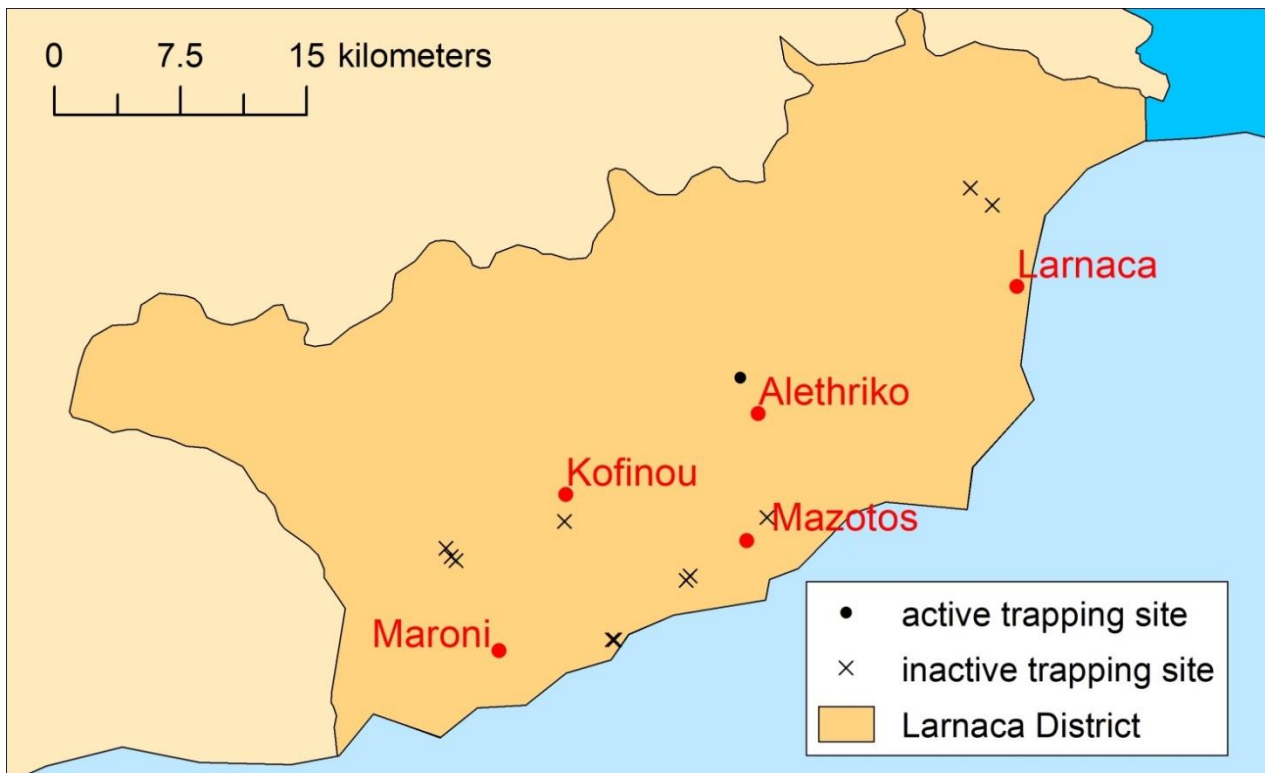 0 7.5 15 kilometers
Larnaca
Alethriko
Kofinou
Mazotos
Maroni
active trapping site
inactive trapping site
Larnaca District